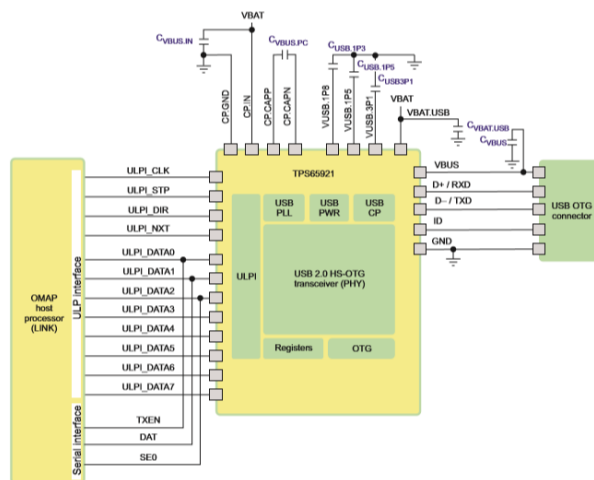 VBAT
CVBUS.IN
CVBUS.PC
CUSB.1P3
CUSB.1P5
CUSB3P1
VBAT
VBAT.USB
CVBAT.USB
CVBUS
CP.GND
CP.IN
CP.CAPP
CP.CAPN
VUSB.1P8
VUSB.1P5
VUSB.3P1
TPS65921
ULPI_CLK
ULPI_STP
ULPI_DIR
ULPI_NXT
ULPI_DATA0
ULPI_DATA1
ULPI_DATA2
ULPI_DATA3
ULPI_DATA4
ULPI_DATA5
ULPI_DATA6
ULPI_DATA7
TXEN
DAT
SE0
OMAP
host
processor
(LINK)
ULP interface
Serial interface
ULPI
USB
PLL
USB
PWR
USB
CP
USB 2.0 HS-OTG
transceiver (PHY)
Registers
OTG
VBUS
D+ / RXD
D– / TXD
ID
GND
USB OTG
connector